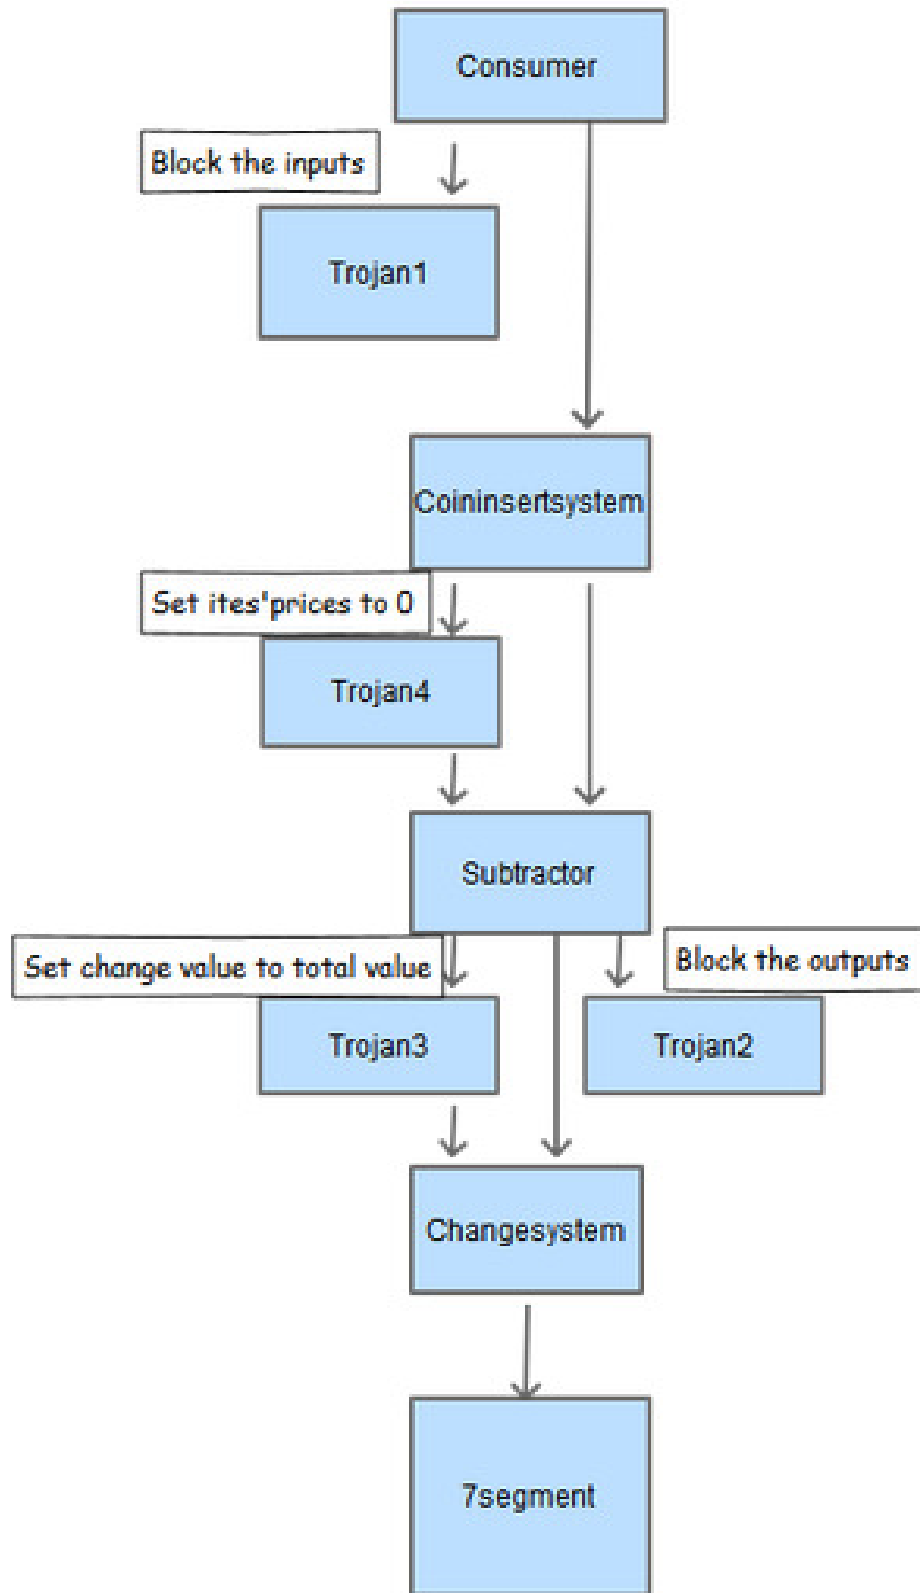 Consumer
Block the inputs
Trojan1
Coininsertsystem
Set ites'prices to 0
Trojan4
Subtractor
Set change value to total value
Block the outputs
Trojan3
Trojan2
Changesystem
7segment